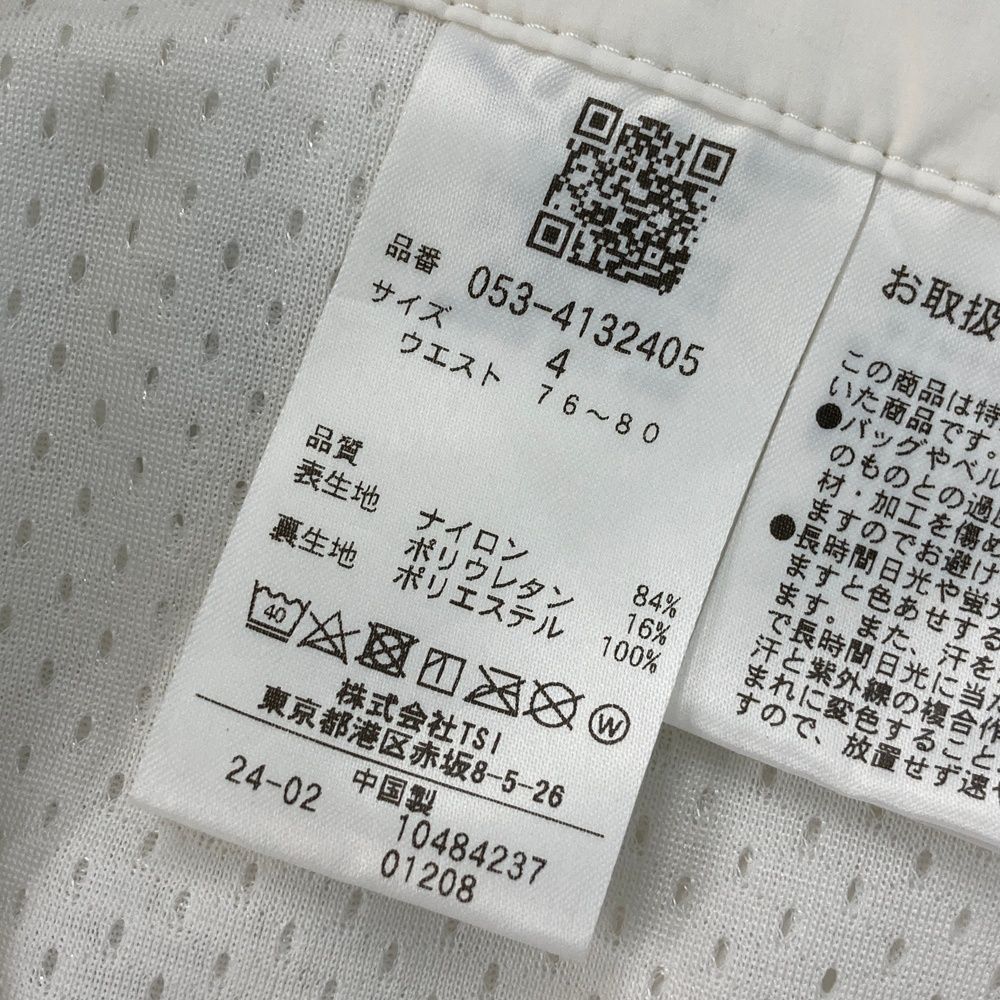 品番 053-4132405
サイズ 4
ウエスト 76～80
品質
表生地 ナイロン 84%
ポリウレタン 16%
裏生地 ポリエステル 100%
40
W
株式会社TSI
東京都港区赤坂8-5-26
24-02 中国製
10484237
01208
お取扱
この商品は特
いた商品です。
●バッグやベル
のものとの過
材・加工を傷め
ますのでお避け
●長時間日光や蛍光
ますと色あせする
ます。また、汗を
で長時間日光に当
汗と紫外線の複合作
まれに変色すること
すので、放置せず速や